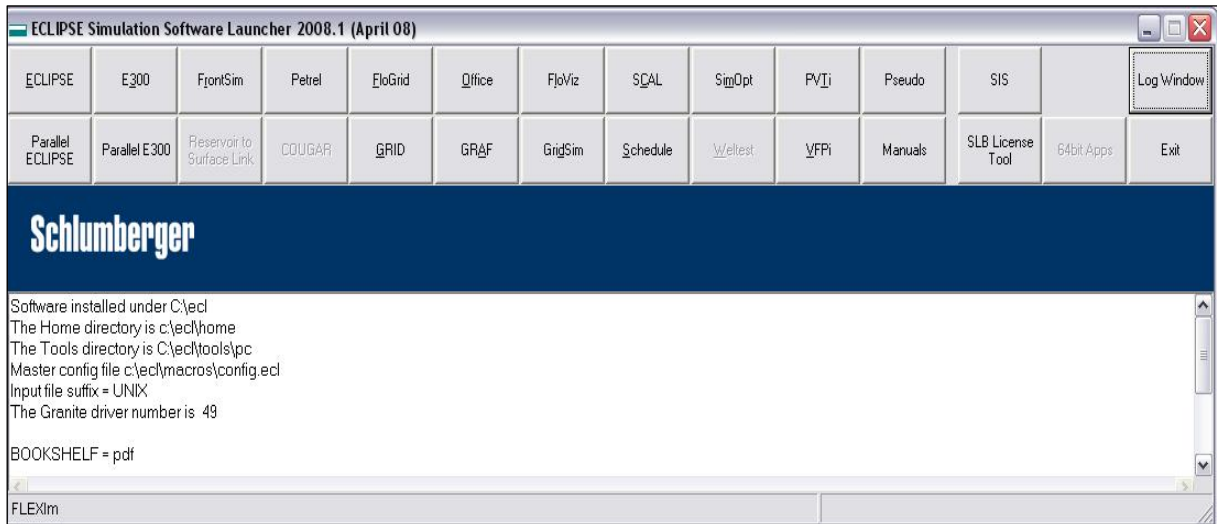 ECLIPSE Simulation Software Launcher 2008.1 (April 08)
ECLIPSE E300 FrontSim Petrel FloGrid Office FloViz SCAL SimOpt PVTi Pseudo SIS Log Window
Parallel ECLIPSE Parallel E300 Reservoir to Surface Link COUGAR GRID GRAF GridSim Schedule Weltest VFPi Manuals SLB License Tool 64bit Apps Exit
Schlumberger
Software installed under C:\ecl
The Home directory is c:\ecl\home
The Tools directory is C:\ecl\tools\pc
Master config file c:\ecl\macros\config.ecl
Input file suffix = UNIX
The Granite driver number is 49
BOOKSHELF = pdf
FLEXlm